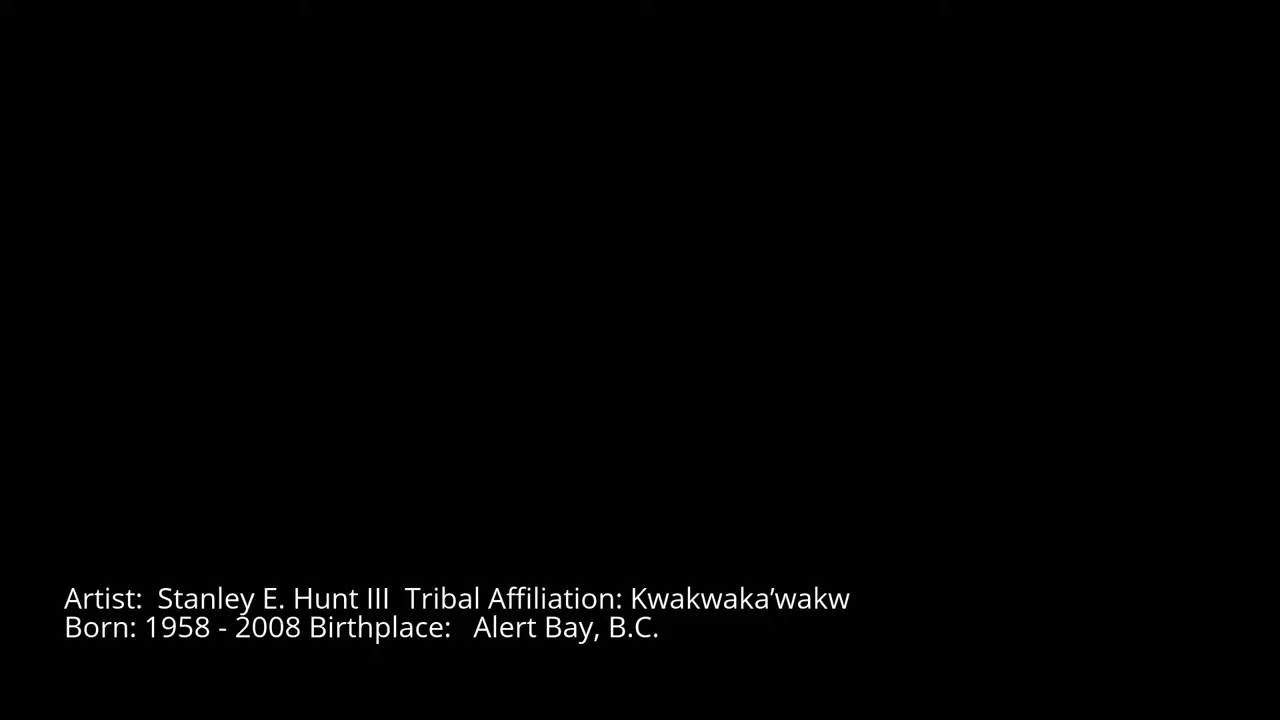 Artist:  Stanley E. Hunt III  Tribal Affiliation: Kwakwaka’wakw
Born: 1958 - 2008 Birthplace:   Alert Bay, B.C.